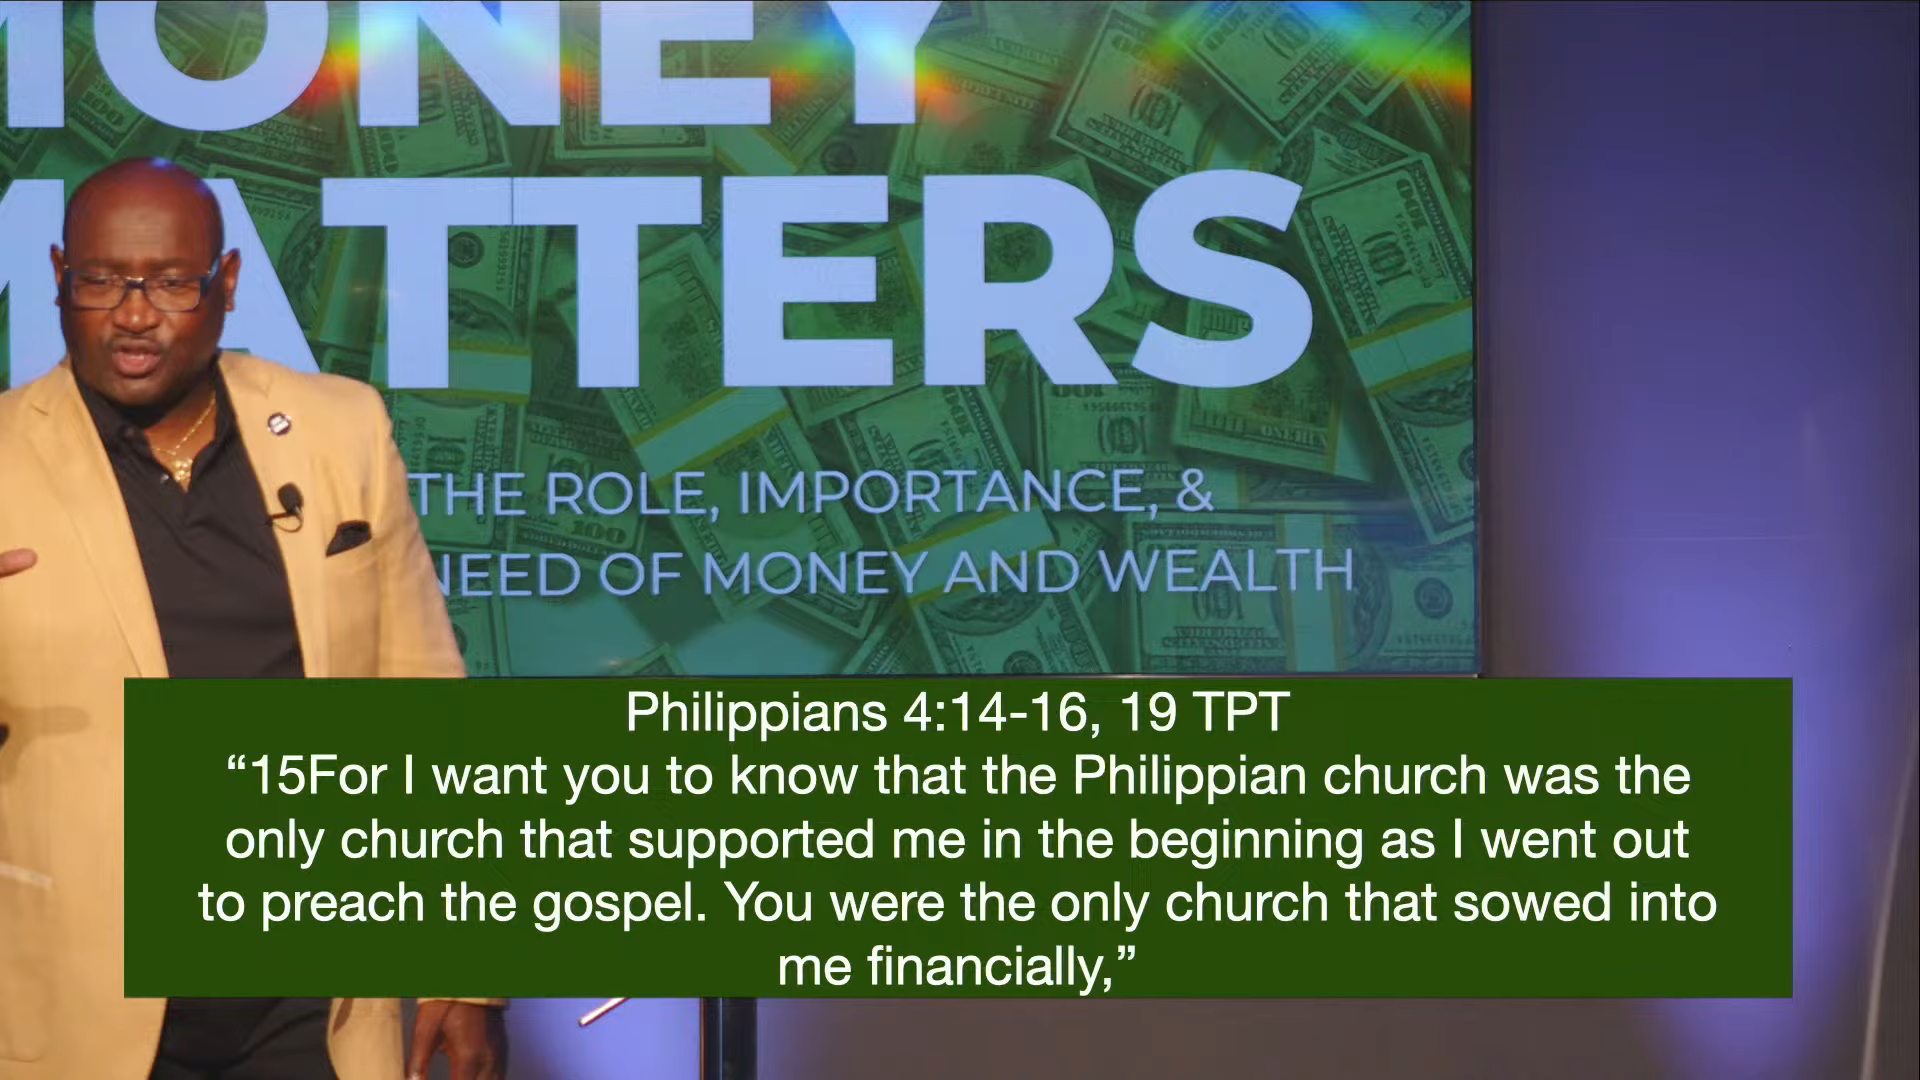 MONEY
MATTERS
THE ROLE, IMPORTANCE, &
NEED OF MONEY AND WEALTH
Philippians 4:14-16, 19 TPT
“15For I want you to know that the Philippian church was the
only church that supported me in the beginning as I went out
to preach the gospel. You were the only church that sowed into
me financially,”